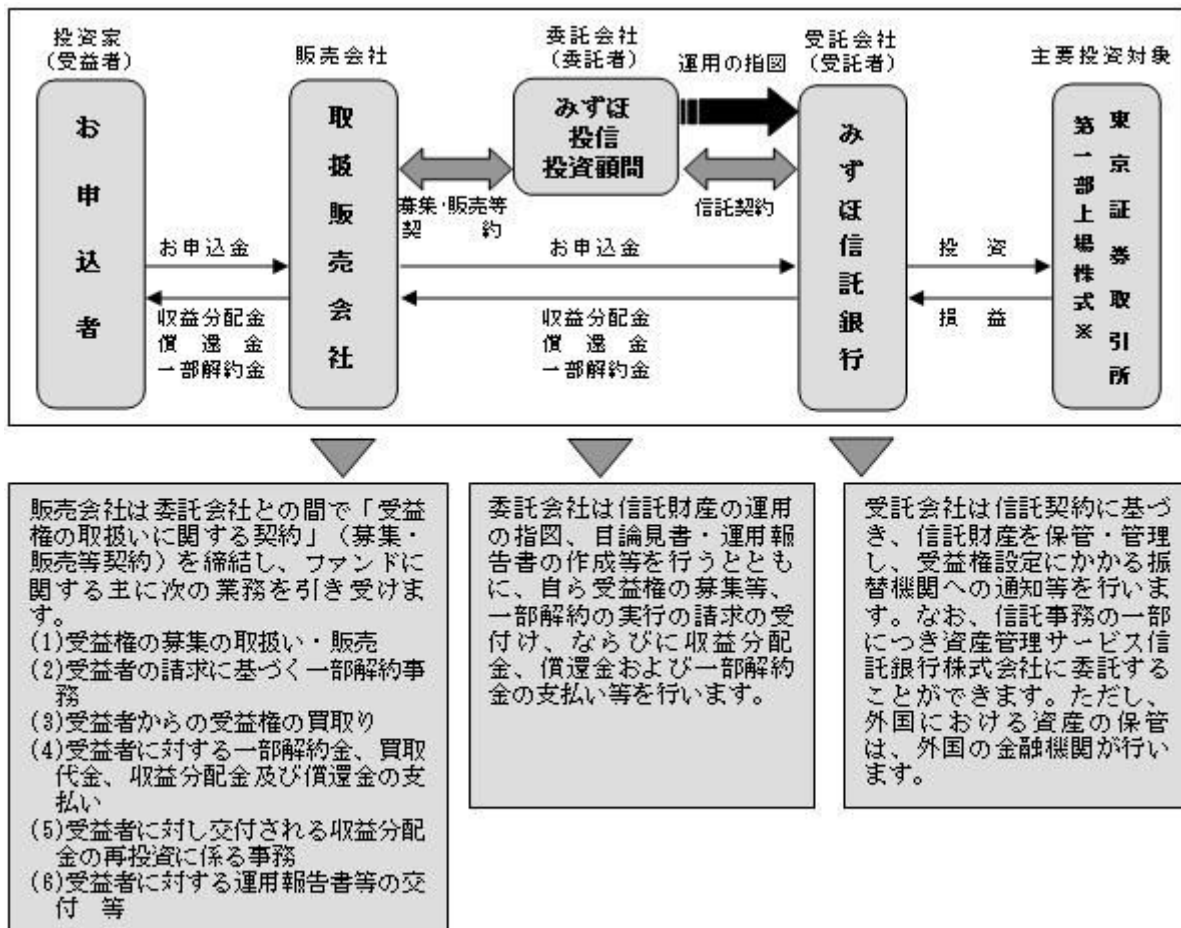 投資家
(受益者)
お申込者
販売会社
取扱販売会社
委託会社
(委託者)
みずほ
投信
投資顧問
運用の指図
受託会社
(受託者)
みずほ信託銀行
主要投資対象
東京証券取引所
第一部上場株式※
募集・販売等
契　　約
信託契約
お申込金
収益分配金
償　還　金
一部解約金
お申込金
収益分配金
償　還　金
一部解約金
投　資
損　益
販売会社は委託会社との間で「受益
権の取扱いに関する契約」(募集・
販売等契約)を締結し、ファンドに
関する主に次の業務を引き受けま
す。
(1)受益権の募集の取扱い・販売
(2)受益者の請求に基づく一部解約事
務
(3)受益者からの受益権の買取り
(4)受益者に対する一部解約金、買取
代金、収益分配金及び償還金の支
払い
(5)受益者に対し交付される収益分配
金の再投資に係る事務
(6)受益者に対する運用報告書等の交
付　等
委託会社は信託財産の運用
の指図、目論見書・運用報
告書の作成等を行うととも
に、自ら受益権の募集等、
一部解約の実行の請求の受
付け、ならびに収益分配
金、償還金および一部解約
金の支払い等を行います。
受託会社は信託契約に基づ
き、信託財産を保管・管理
し、受益権設定にかかる振
替機関への通知等を行いま
す。なお、信託事務の一部
につき資産管理サービス信
託銀行株式会社に委託する
ことができます。ただし、
外国における資産の保管
は、外国の金融機関が行い
ます。